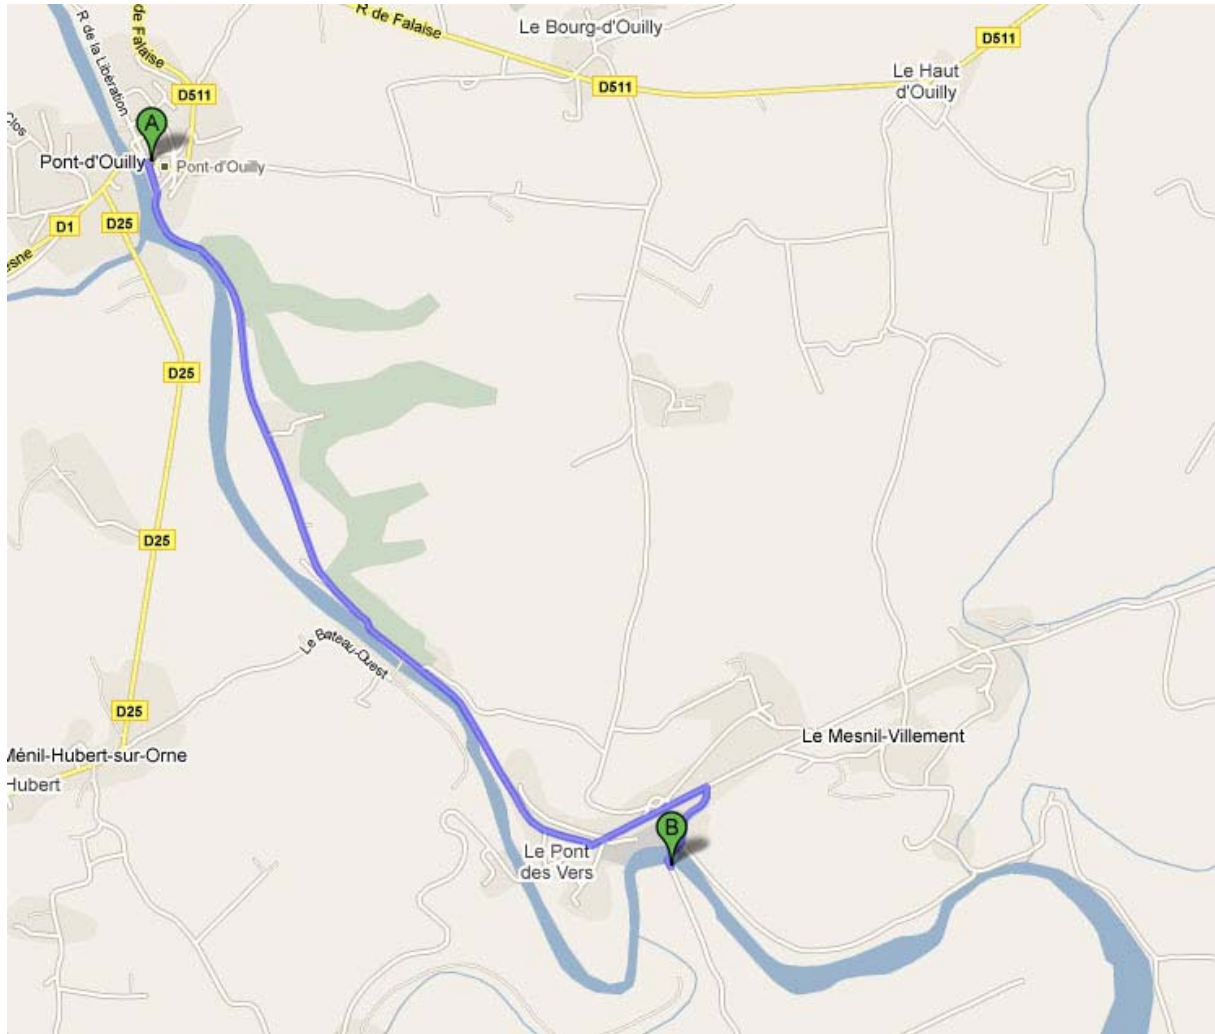 de Falaise
R de Falaise
Le Bourg-d'Ouilly
D511
R de la Libération
Le Haut
d'Ouilly
D511
D511
A
Clos
Pont-d'Ouilly
Pont-d'Ouilly
D1
D25
esne
D25
D25
Le Bateau-Ouest
D25
Ménil-Hubert-sur-Orne
Hubert
Le Mesnil-Villement
B
Le Pont
des Vers